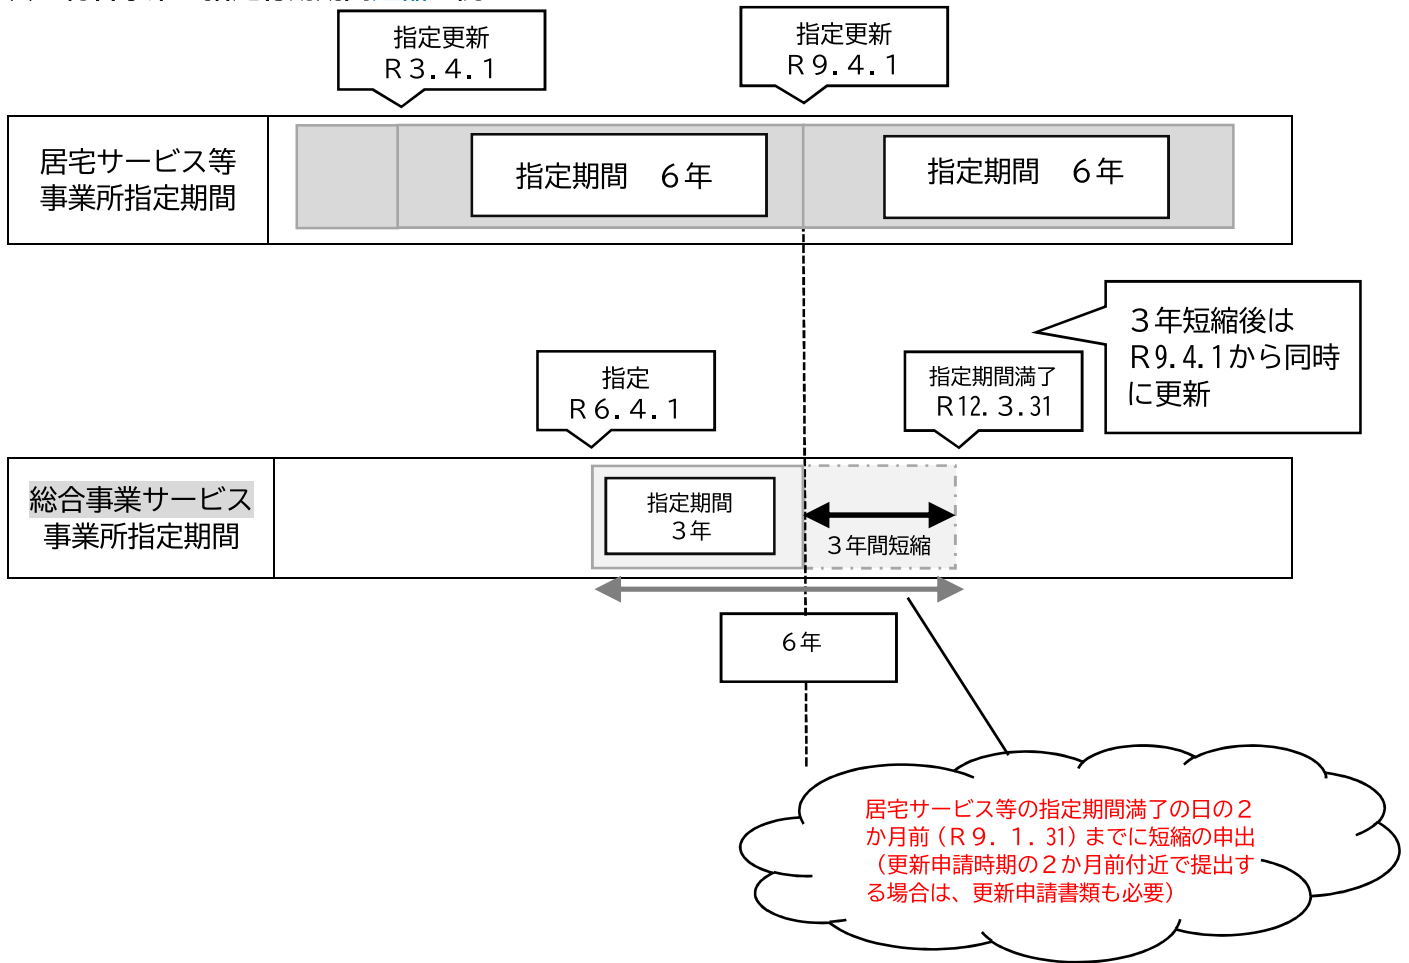 指定更新
Ｒ３.４.１
指定更新
Ｒ９.４.１
居宅サービス等
事業所指定期間
指定期間　６年
指定期間　６年
３年短縮後は
Ｒ9.4.1から同時
に更新
指定
Ｒ６.４.１
指定期間満了
Ｒ12.３.31
総合事業サービス
事業所指定期間
指定期間
３年
３年間短縮
６年
居宅サービス等の指定期間満了の日の２
か月前（Ｒ９．１．31）までに短縮の申出
（更新申請時期の２か月前付近で提出す
る場合は、更新申請書類も必要）